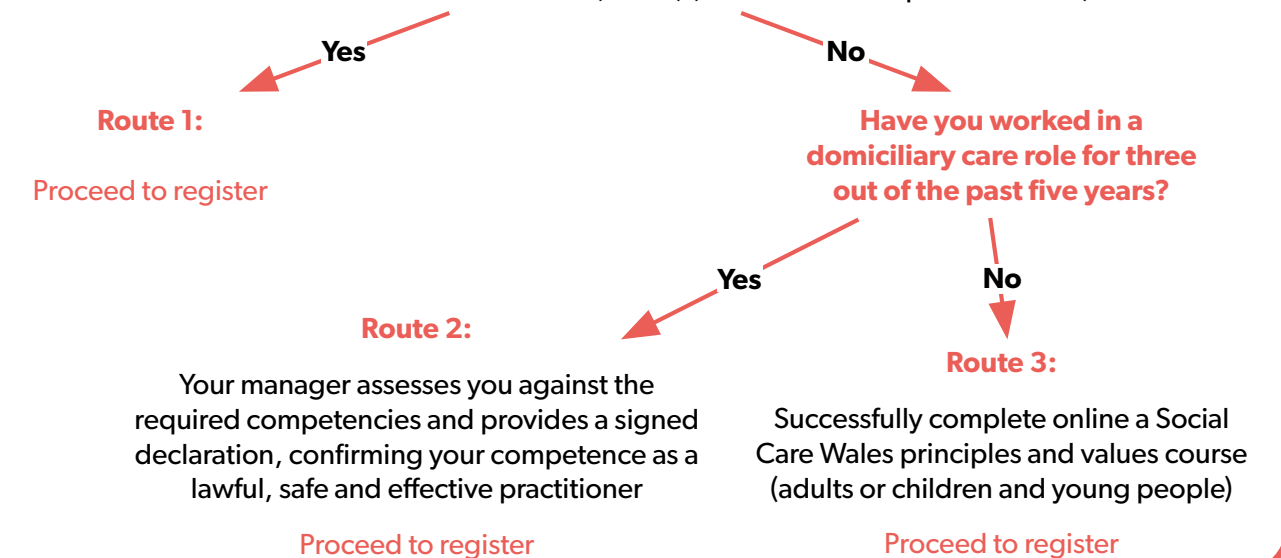 Yes
No
Route 1:
Proceed to register
Have you worked in a
domiciliary care role for three
out of the past five years?
Yes
No
Route 2:
Your manager assesses you against the
required competencies and provides a signed
declaration, confirming your competence as a
lawful, safe and effective practitioner
Proceed to register
Route 3:
Successfully complete online a Social
Care Wales principles and values course
(adults or children and young people)
Proceed to register